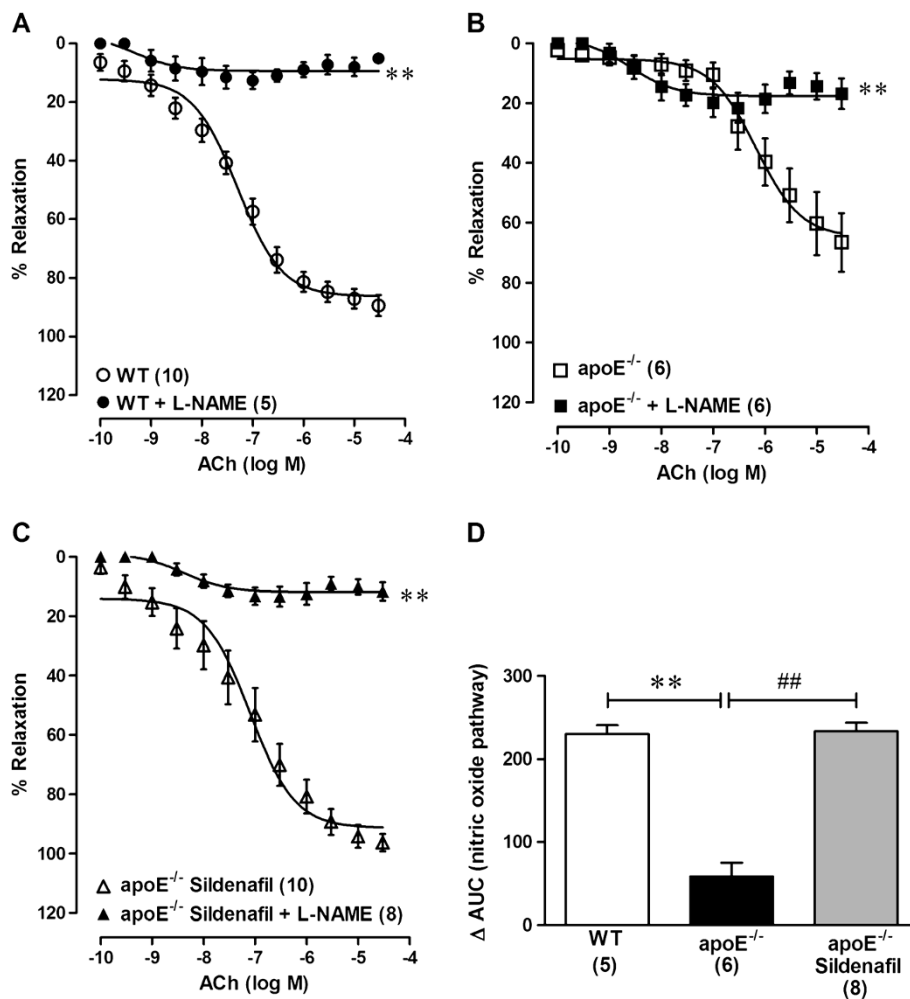 A
0
20
40
60
80
100
120
% Relaxation
**
WT (10)
WT + L-NAME (5)
-10 -9 -8 -7 -6 -5 -4
ACh (log M)
B
0
20
40
60
80
100
120
% Relaxation
**
apoE-/- (6)
apoE-/- + L-NAME (6)
-10 -9 -8 -7 -6 -5 -4
ACh (log M)
C
0
20
40
60
80
100
120
% Relaxation
**
apoE-/- Sildenafil (10)
apoE-/- Sildenafil + L-NAME (8)
-10 -9 -8 -7 -6 -5 -4
ACh (log M)
D
300
200
100
0
Δ AUC (nitric oxide pathway)
** ##
WT
(5)
apoE-/-
(6)
apoE-/-
Sildenafil
(8)